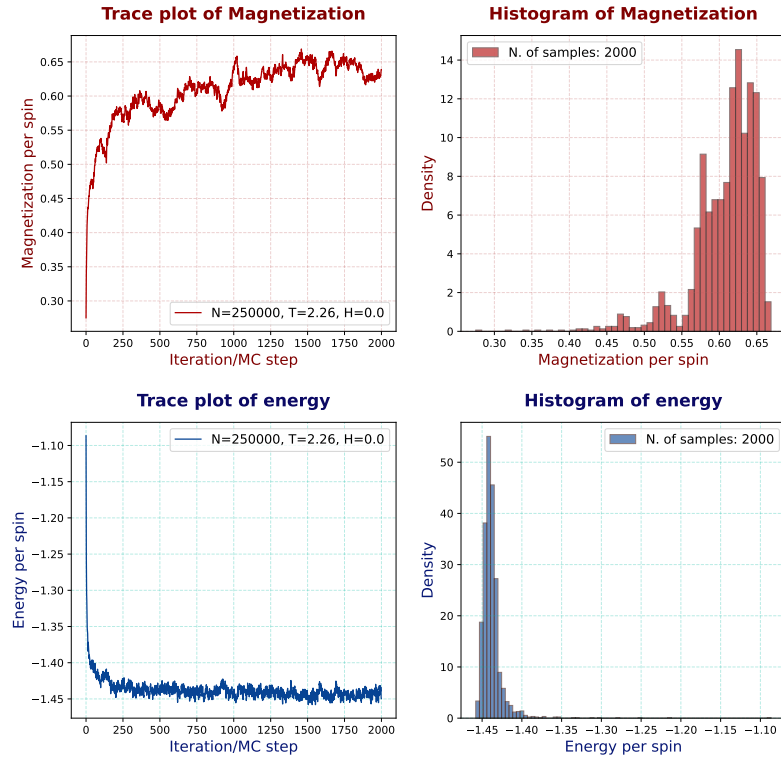 Trace plot of Magnetization
Magnetization per spin
0.65
0.60
0.55
0.50
0.45
0.40
0.35
0.30
N=250000, T=2.26, H=0.0
0 250 500 750 1000 1250 1500 1750 2000
Iteration/MC step
Histogram of Magnetization
Density
14
12
10
8
6
4
2
0
N. of samples: 2000
0.30 0.35 0.40 0.45 0.50 0.55 0.60 0.65
Magnetization per spin
Trace plot of energy
Energy per spin
−1.10
−1.15
−1.20
−1.25
−1.30
−1.35
−1.40
−1.45
N=250000, T=2.26, H=0.0
0 250 500 750 1000 1250 1500 1750 2000
Iteration/MC step
Histogram of energy
Density
50
40
30
20
10
0
N. of samples: 2000
−1.45 −1.40 −1.35 −1.30 −1.25 −1.20 −1.15 −1.10
Energy per spin